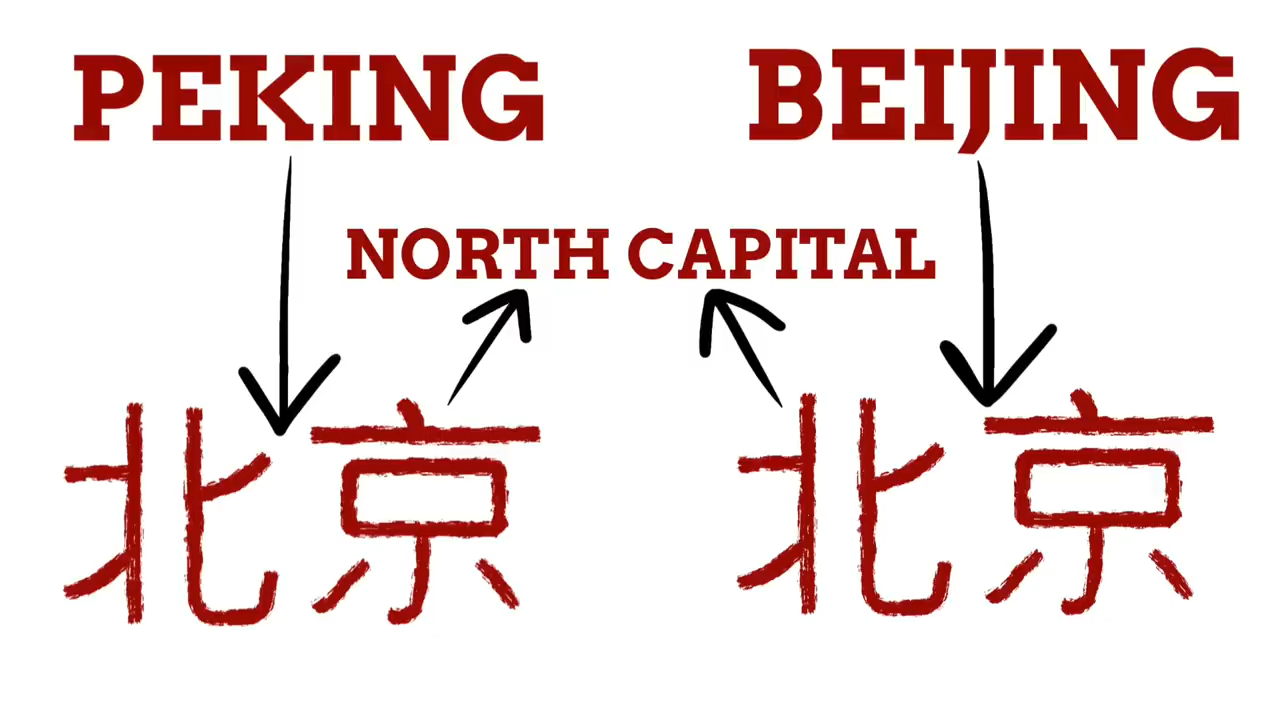 PEKING
BEIJING
NORTH CAPITAL
北京
北京